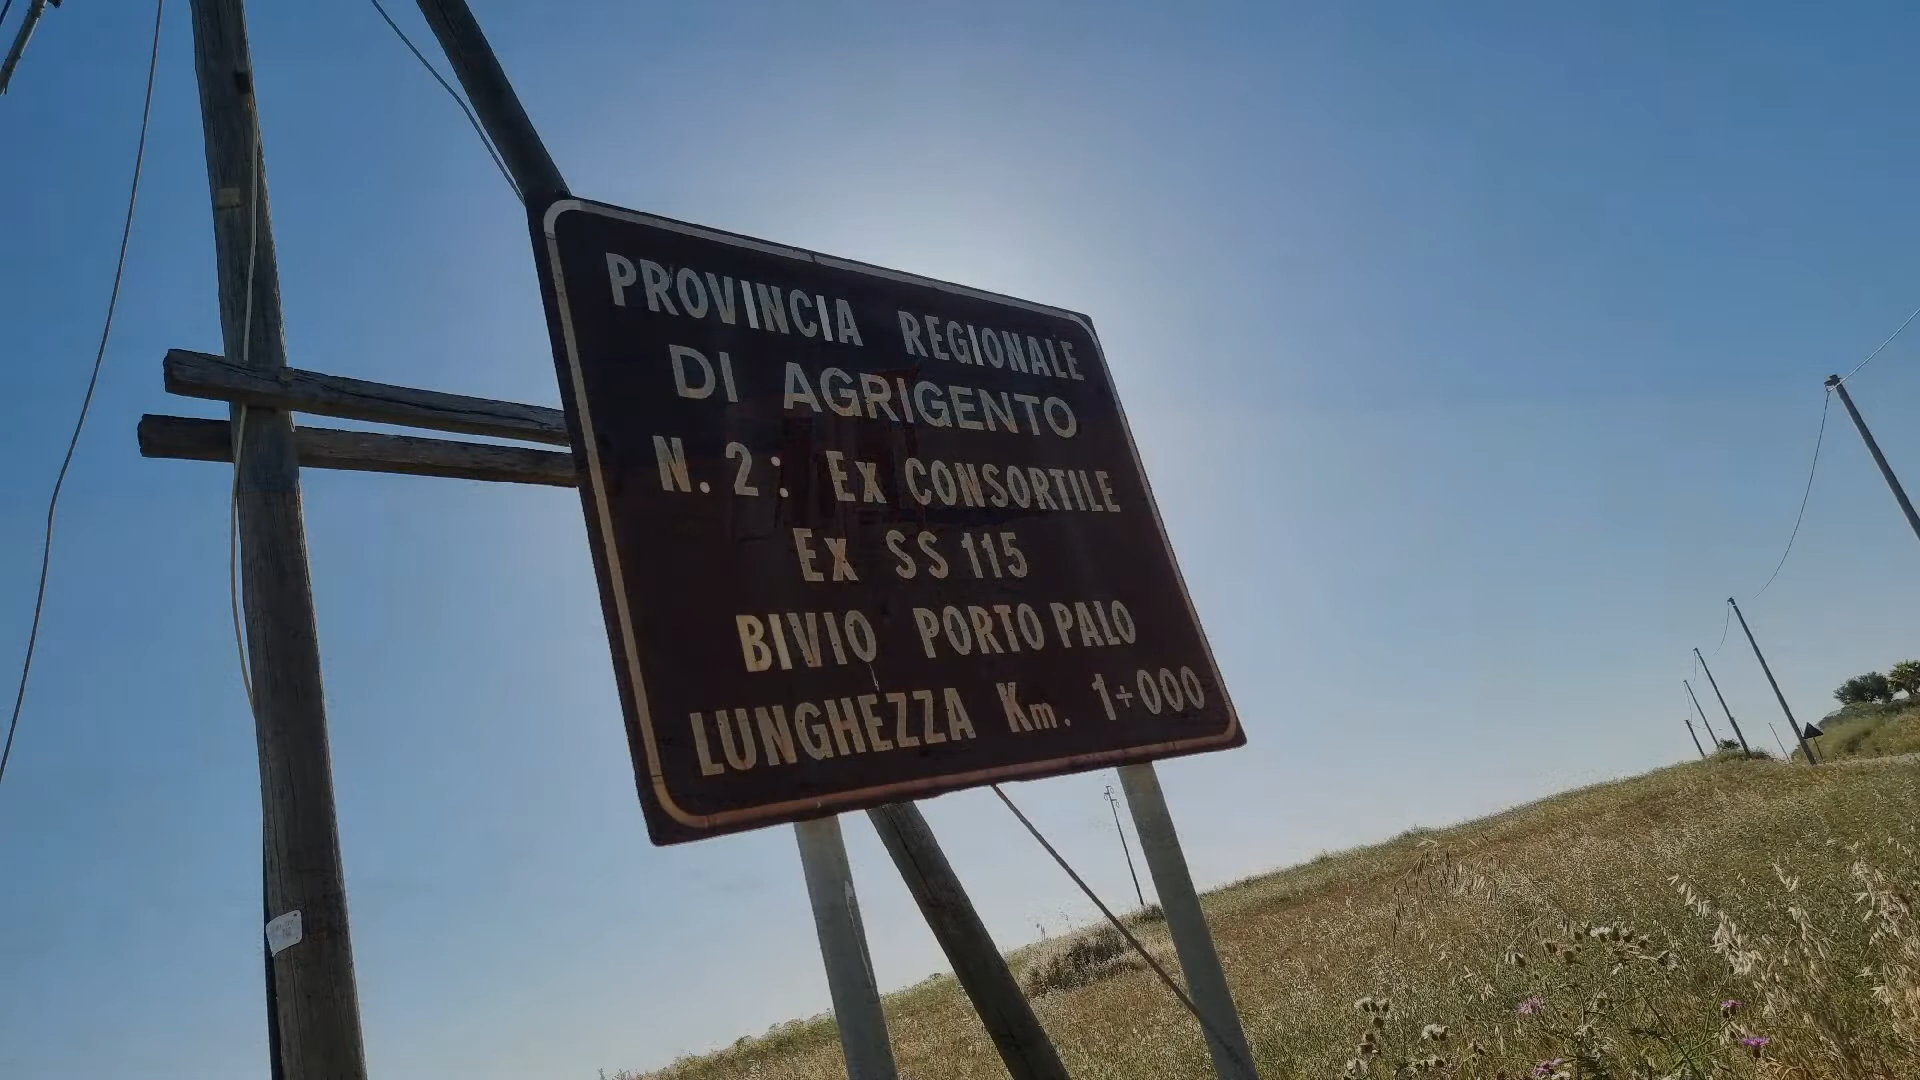 PROVINCIA REGIONALE
DI AGRIGENTO
N. 2: Ex CONSORTILE
Ex SS 115
BIVIO PORTO PALO
LUNGHEZZA Km. 1+000